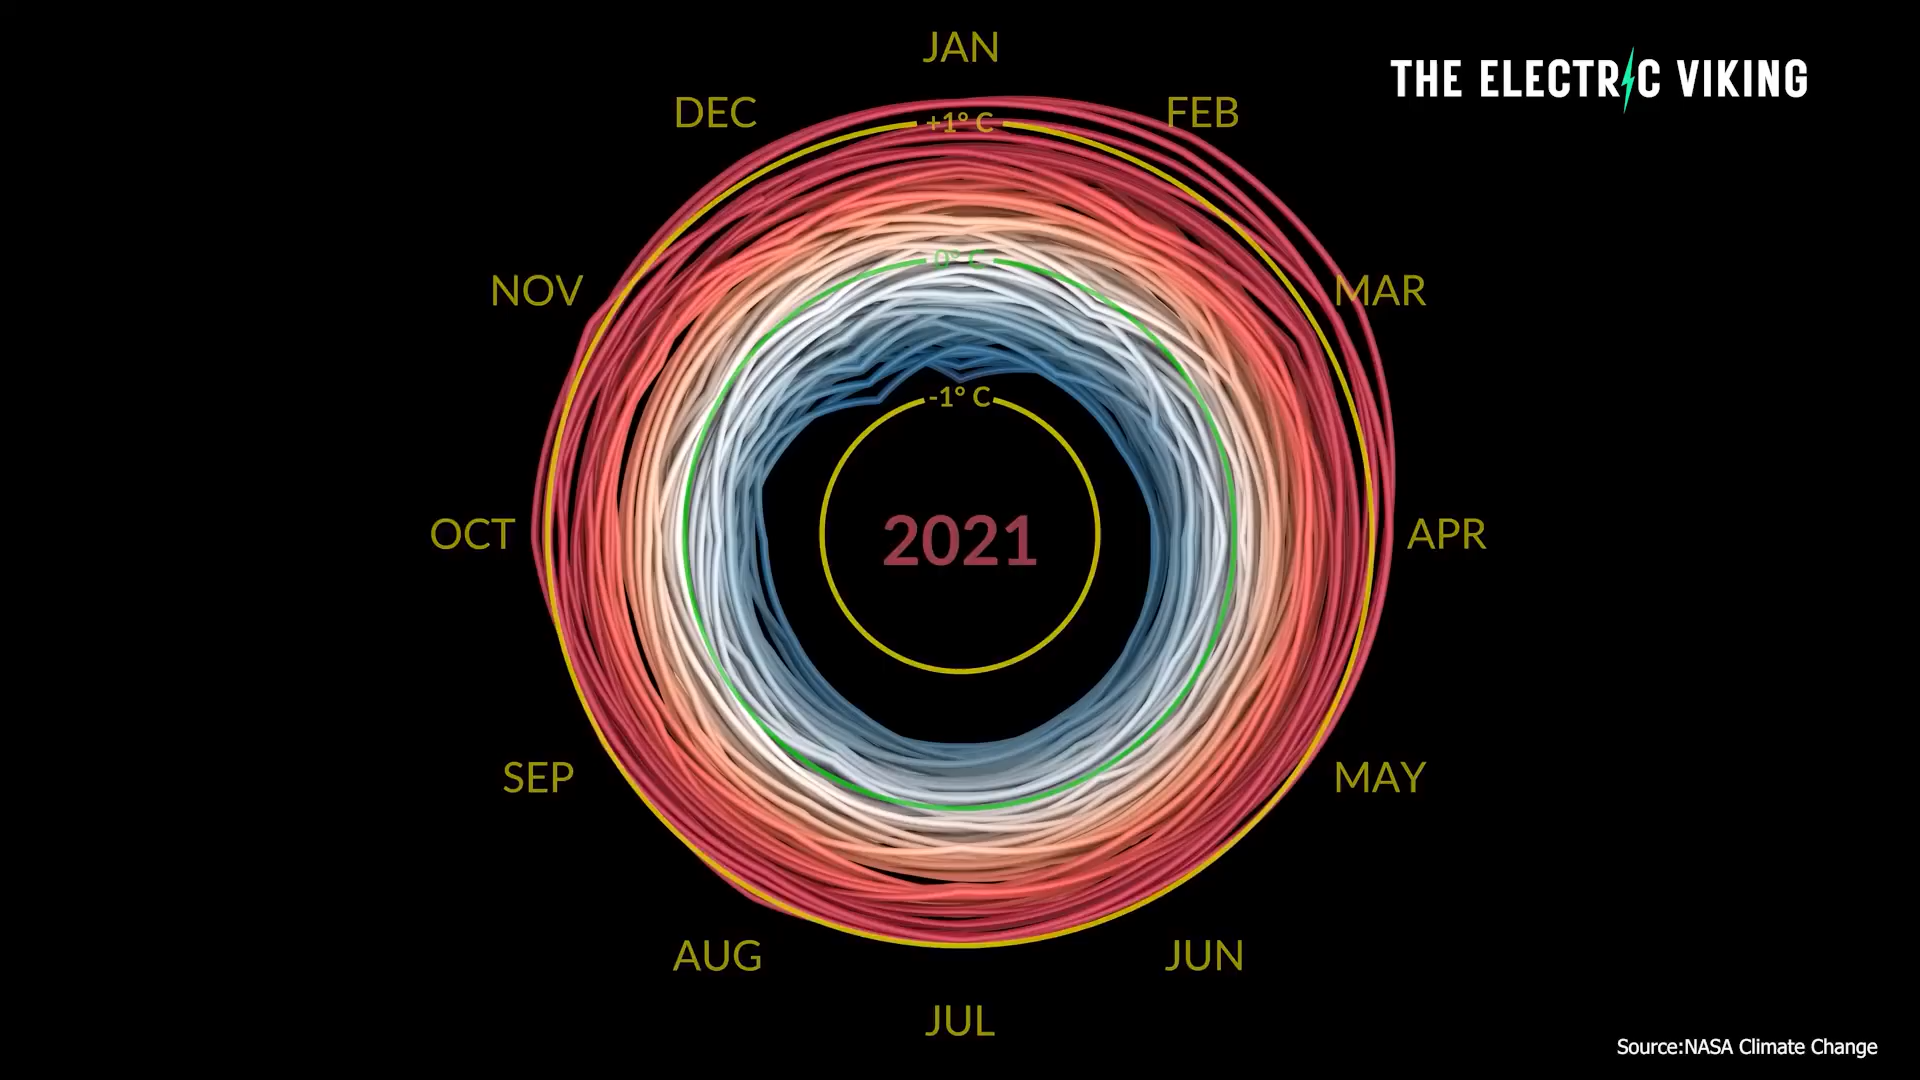 JAN
THE ELECTRIC VIKING
DEC
FEB
+1° C
NOV
MAR
0° C
-1° C
OCT
2021
APR
SEP
MAY
AUG
JUN
JUL
Source:NASA Climate Change